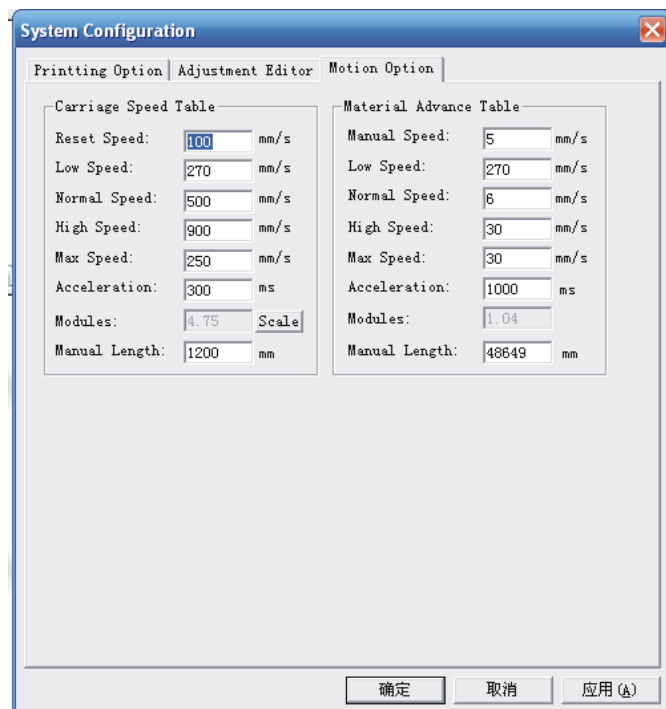 System Configuration
Printting Option Adjustment Editor Motion Option
Carriage Speed Table
Reset Speed: 100 mm/s
Low Speed: 270 mm/s
Normal Speed: 500 mm/s
High Speed: 900 mm/s
Max Speed: 250 mm/s
Acceleration: 300 ms
Modules: 4.75 Scale
Manual Length: 1200 mm
Material Advance Table
Manual Speed: 5 mm/s
Low Speed: 270 mm/s
Normal Speed: 6 mm/s
High Speed: 30 mm/s
Max Speed: 30 mm/s
Acceleration: 1000 ms
Modules: 1.04
Manual Length: 48649 mm
确定 取消 应用(A)